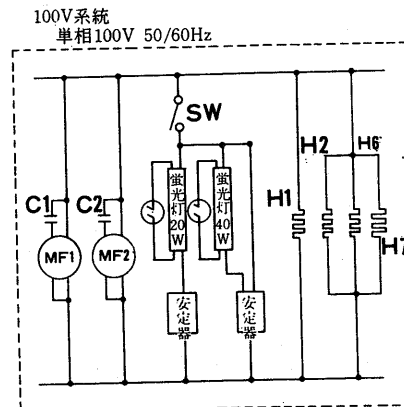 100V系統
単相100V 50/60Hz
SW
C1
C2
MF1
MF2
蛍光灯20W
蛍光灯40W
安定器
安定器
H1
H2
H6
H7